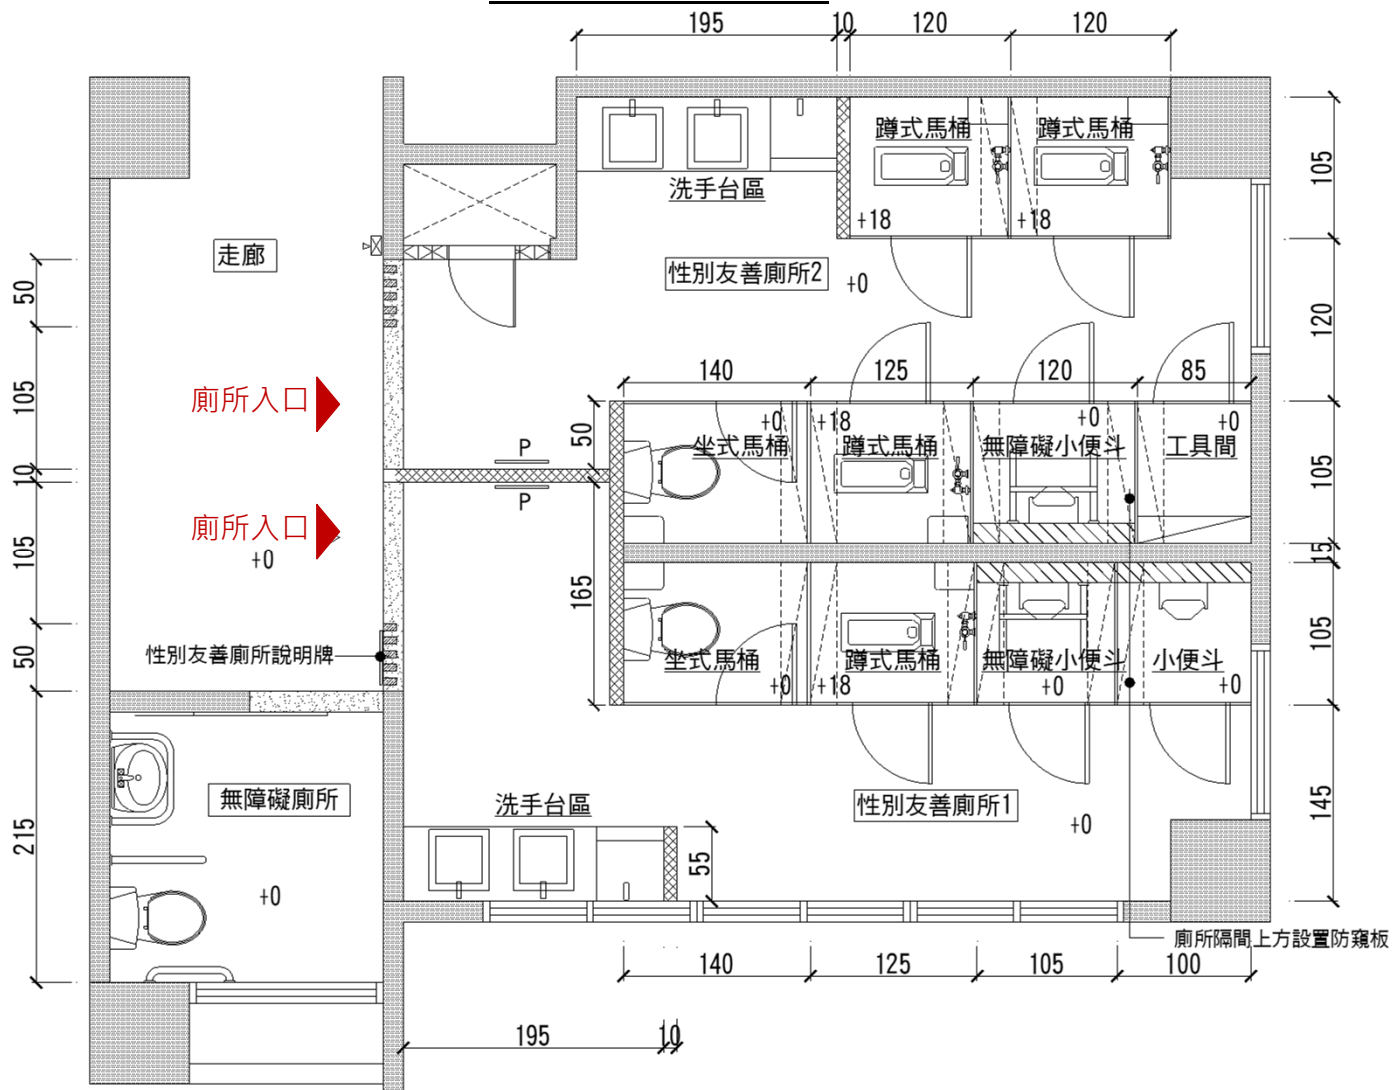 195
10
120
120
蹲式馬桶
蹲式馬桶
洗手台區
105
+18
+18
走廊
性別友善廁所2
+0
50
120
140
125
120
85
廁所入口
105
50
+0
+18
+0
+0
坐式馬桶
蹲式馬桶
無障礙小便斗
工具間
P
10
105
P
廁所入口
+0
105
15
165
性別友善廁所說明牌
50
坐式馬桶
蹲式馬桶
無障礙小便斗
小便斗
105
+0
+18
+0
+0
無障礙廁所
洗手台區
性別友善廁所1
+0
145
215
55
+0
廁所隔間上方設置防窺板
140
125
105
100
195
10